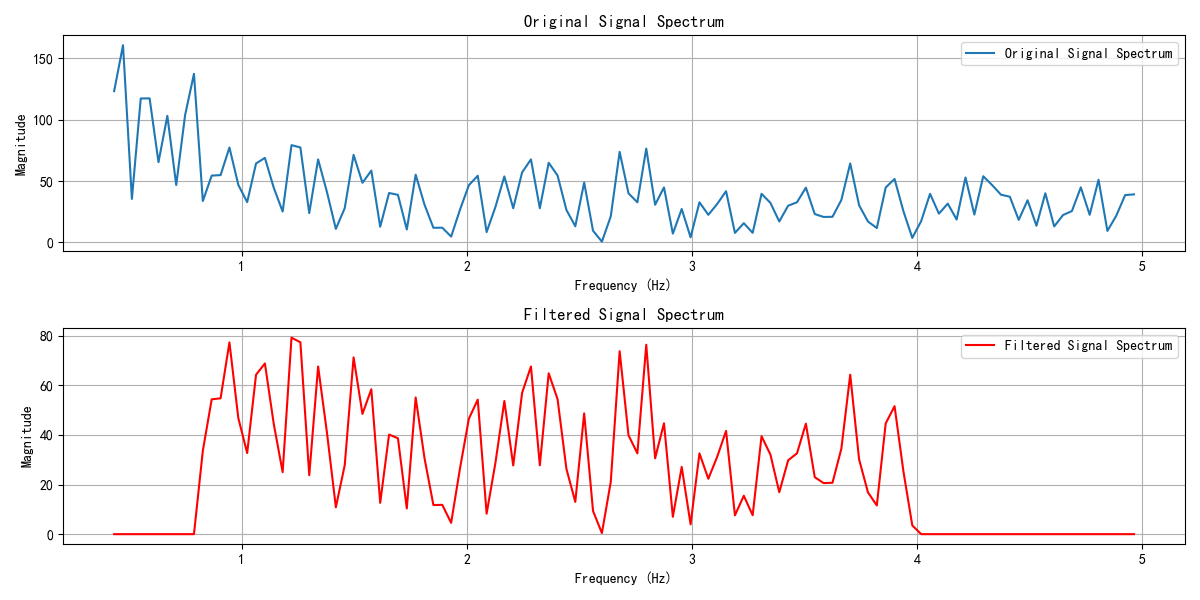 Original Signal Spectrum
Original Signal Spectrum
Magnitude
150
100
50
0
1
2
3
4
5
Frequency (Hz)
Filtered Signal Spectrum
Filtered Signal Spectrum
Magnitude
80
60
40
20
0
1
2
3
4
5
Frequency (Hz)